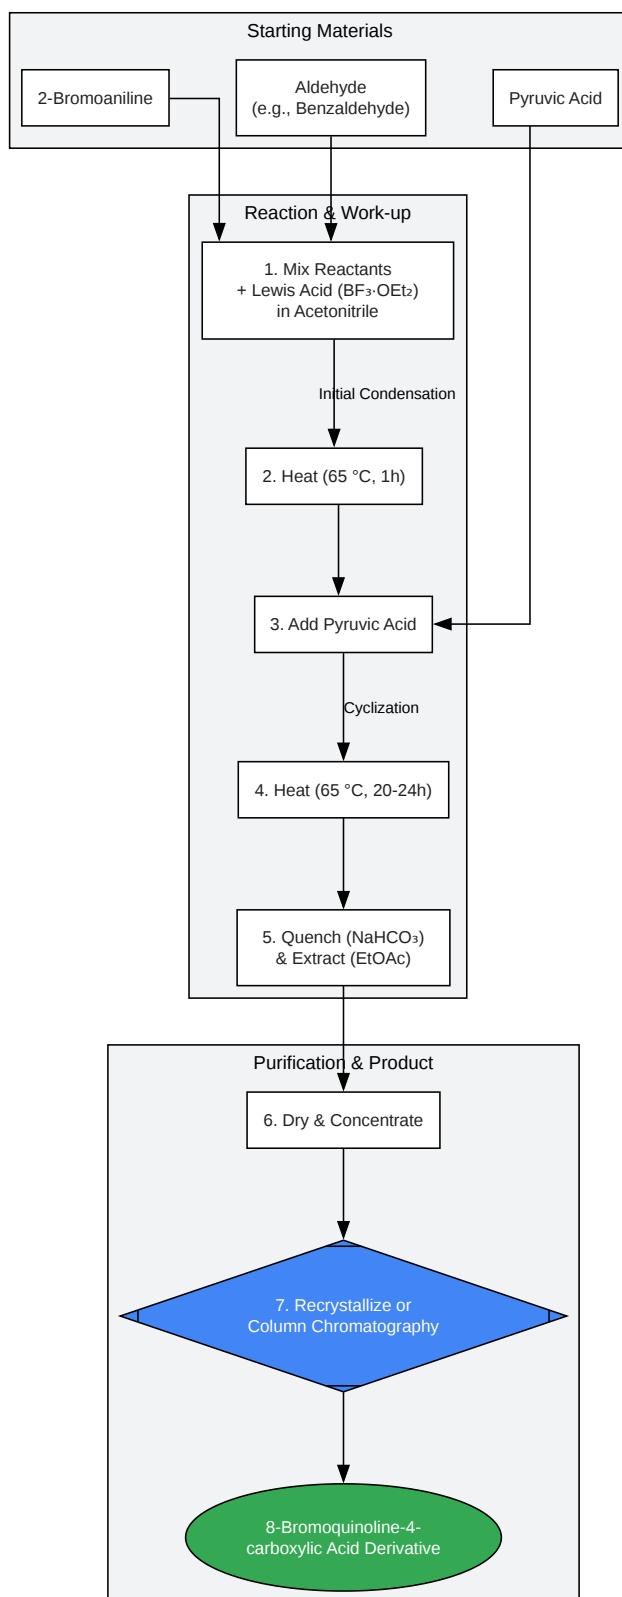 Starting Materials
2-Bromoaniline
Aldehyde
(e.g., Benzaldehyde)
Pyruvic Acid
Reaction & Work-up
1. Mix Reactants
+ Lewis Acid (BF₃·OEt₂)
in Acetonitrile
Initial Condensation
2. Heat (65 °C, 1h)
3. Add Pyruvic Acid
Cyclization
4. Heat (65 °C, 20-24h)
5. Quench (NaHCO₃)
& Extract (EtOAc)
Purification & Product
6. Dry & Concentrate
7. Recrystallize or
Column Chromatography
8-Bromoquinoline-4-
carboxylic Acid Derivative